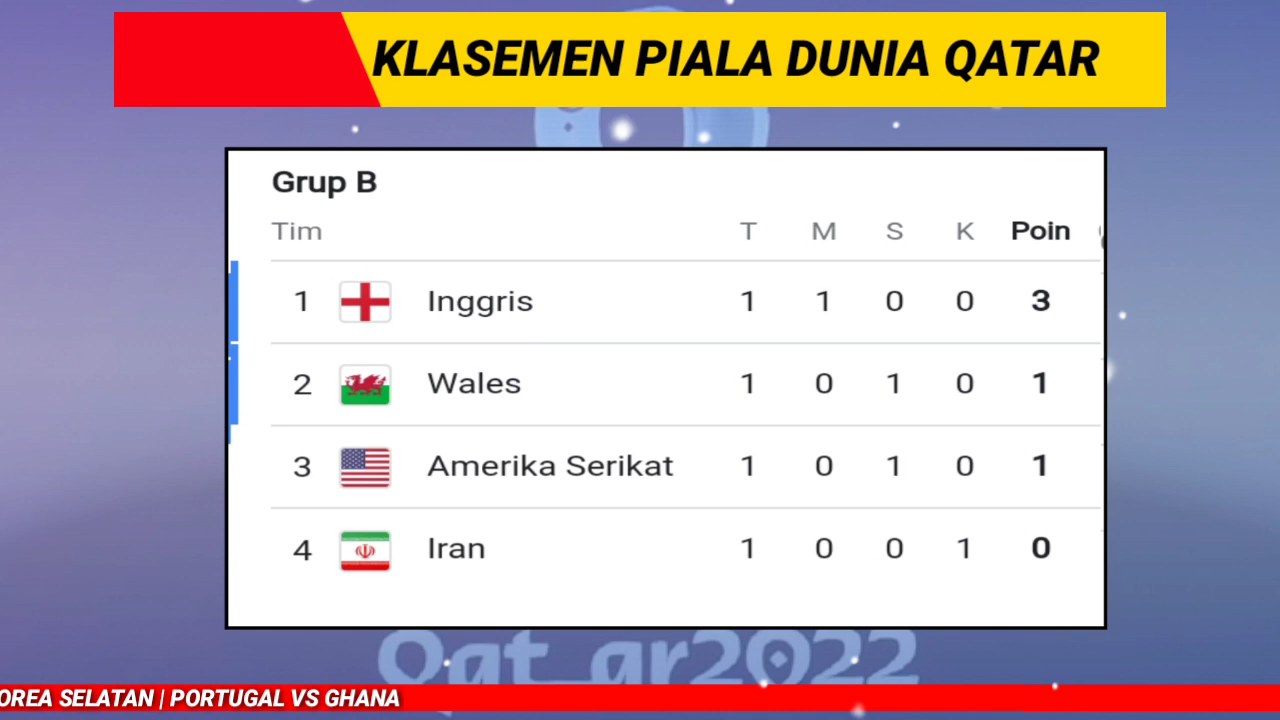 KLASEMEN PIALA DUNIA QATAR
Grup B
Tim T M S K Poin
1 Inggris 1 1 0 0 3
2 Wales 1 0 1 0 1
3 Amerika Serikat 1 0 1 0 1
4 Iran 1 0 0 1 0
Qatar2022
OREA SELATAN | PORTUGAL VS GHANA